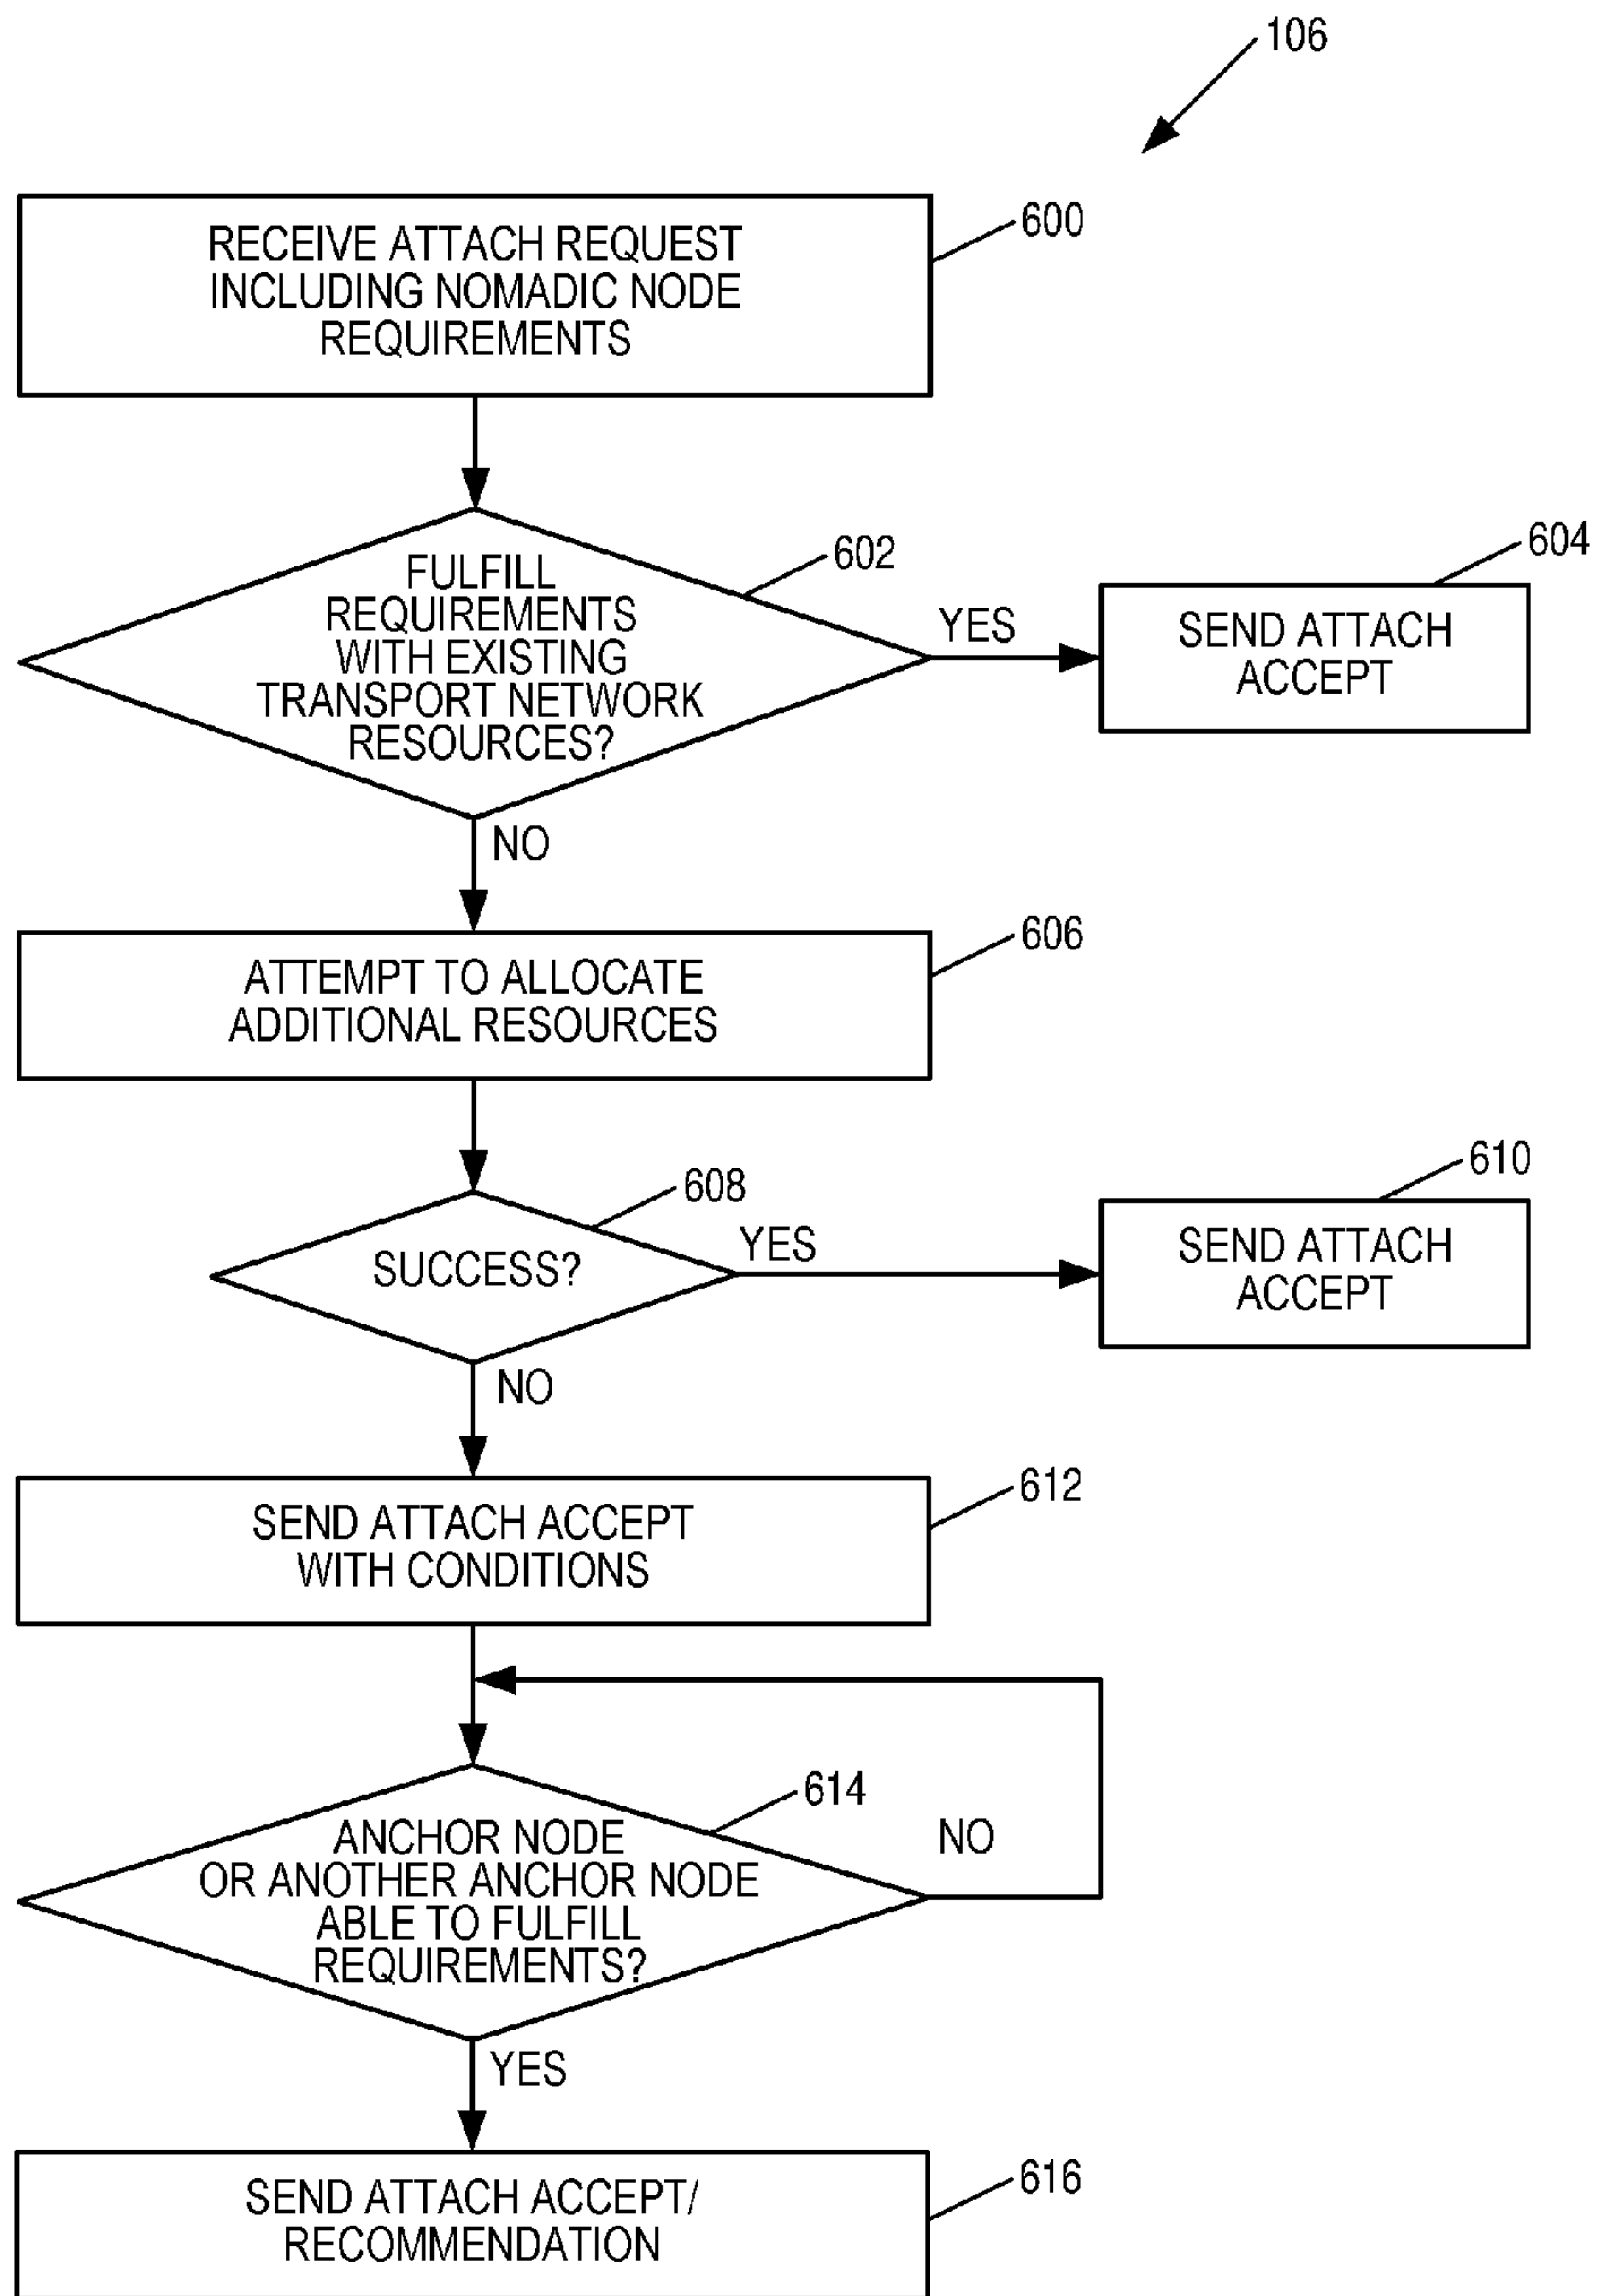 106
600
RECEIVE ATTACH REQUEST
INCLUDING NOMADIC NODE
REQUIREMENTS
602
604
FULFILL
REQUIREMENTS
WITH EXISTING
TRANSPORT NETWORK
RESOURCES?
YES
SEND ATTACH
ACCEPT
NO
606
ATTEMPT TO ALLOCATE
ADDITIONAL RESOURCES
608
610
SUCCESS?
YES
SEND ATTACH
ACCEPT
NO
612
SEND ATTACH ACCEPT
WITH CONDITIONS
614
ANCHOR NODE
OR ANOTHER ANCHOR NODE
ABLE TO FULFILL
REQUIREMENTS?
NO
YES
616
SEND ATTACH ACCEPT/
RECOMMENDATION